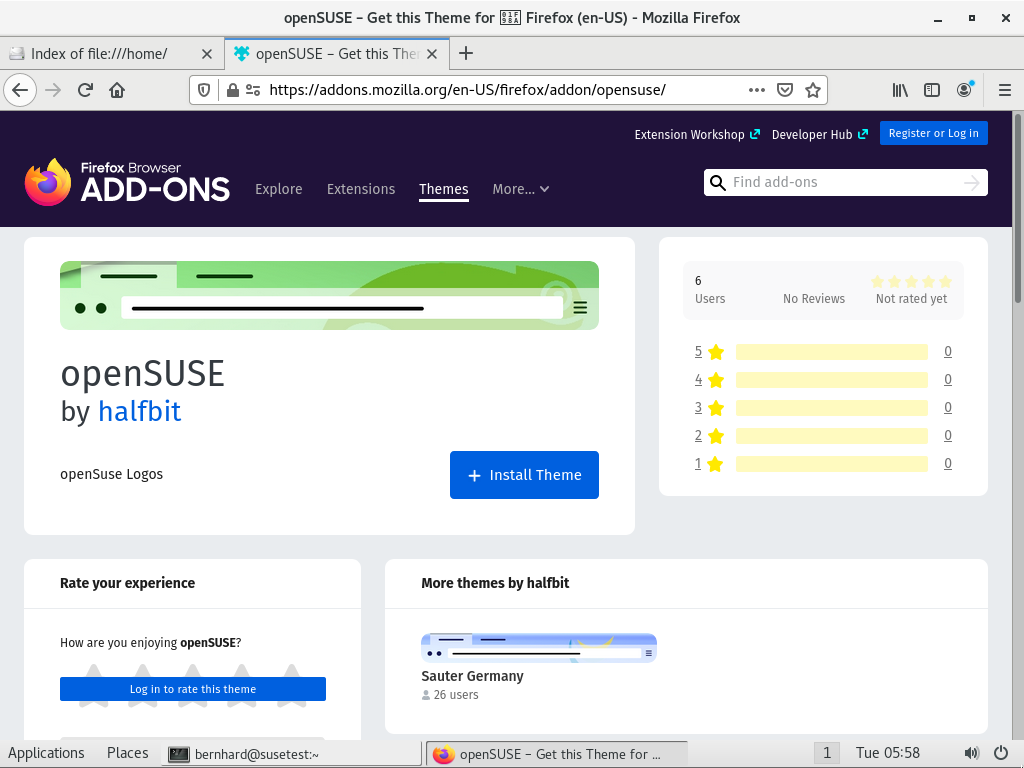 openSUSE – Get this Theme for 01F98A Firefox (en-US) - Mozilla Firefox
Index of file:///home/
openSUSE – Get this The
https://addons.mozilla.org/en-US/firefox/addon/opensuse/
Extension Workshop
Developer Hub
Register or Log in
Firefox Browser
ADD-ONS
Explore
Extensions
Themes
More...
Find add-ons
openSUSE
by halfbit
openSuse Logos
Install Theme
6
Users
No Reviews
Not rated yet
5 0
4 0
3 0
2 0
1 0
Rate your experience
How are you enjoying openSUSE?
Log in to rate this theme
More themes by halfbit
Sauter Germany
26 users
Applications
Places
bernhard@susetest:~
openSUSE – Get this Theme for ...
1
Tue 05:58